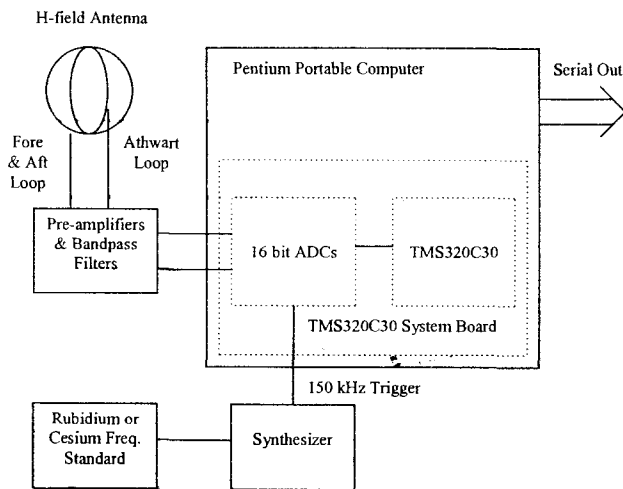 H-field Antenna
Pentium Portable Computer
Serial Out
Fore
& Aft
Loop
Athwart
Loop
Pre-amplifiers
& Bandpass
Filters
16 bit ADCs
TMS320C30
TMS320C30 System Board
150 kHz Trigger
Rubidium or
Cesium Freq.
Standard
Synthesizer